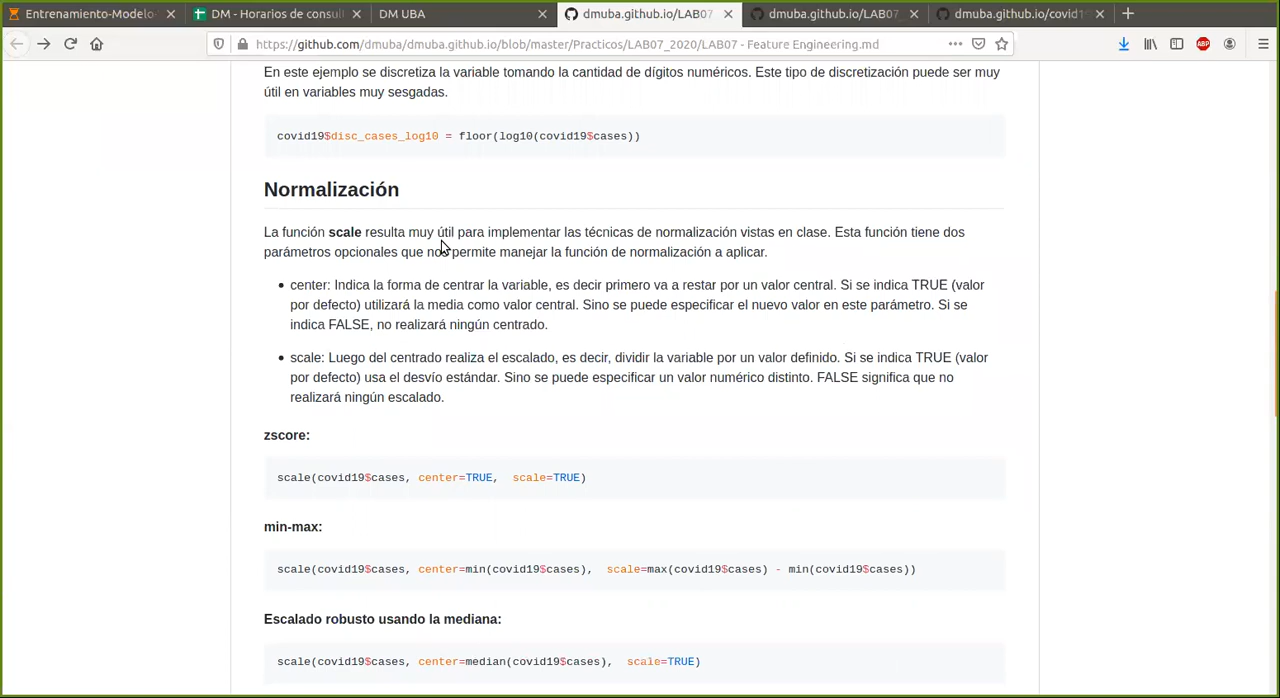 Entrenamiento-Modelo-
DM - Horarios de consul
DM UBA
dmuba.github.io/LAB07
dmuba.github.io/LAB07
dmuba.github.io/covid1
https://github.com/dmuba/dmuba.github.io/blob/master/Practicos/LAB07_2020/LAB07 - Feature Engineering.md
ABP
En este ejemplo se discretiza la variable tomando la cantidad de dígitos numéricos. Este tipo de discretización puede ser muy
útil en variables muy sesgadas.
covid19$disc_cases_log10 = floor(log10(covid19$cases))
Normalización
La función scale resulta muy útil para implementar las técnicas de normalización vistas en clase. Esta función tiene dos
parámetros opcionales que nos permite manejar la función de normalización a aplicar.
• center: Indica la forma de centrar la variable, es decir primero va a restar por un valor central. Si se indica TRUE (valor
por defecto) utilizará la media como valor central. Sino se puede especificar el nuevo valor en este parámetro. Si se
indica FALSE, no realizará ningún centrado.
• scale: Luego del centrado realiza el escalado, es decir, dividir la variable por un valor definido. Si se indica TRUE (valor
por defecto) usa el desvío estándar. Sino se puede especificar un valor numérico distinto. FALSE significa que no
realizará ningún escalado.
zscore:
scale(covid19$cases, center=TRUE, scale=TRUE)
min-max:
scale(covid19$cases, center=min(covid19$cases), scale=max(covid19$cases) - min(covid19$cases))
Escalado robusto usando la mediana:
scale(covid19$cases, center=median(covid19$cases), scale=TRUE)